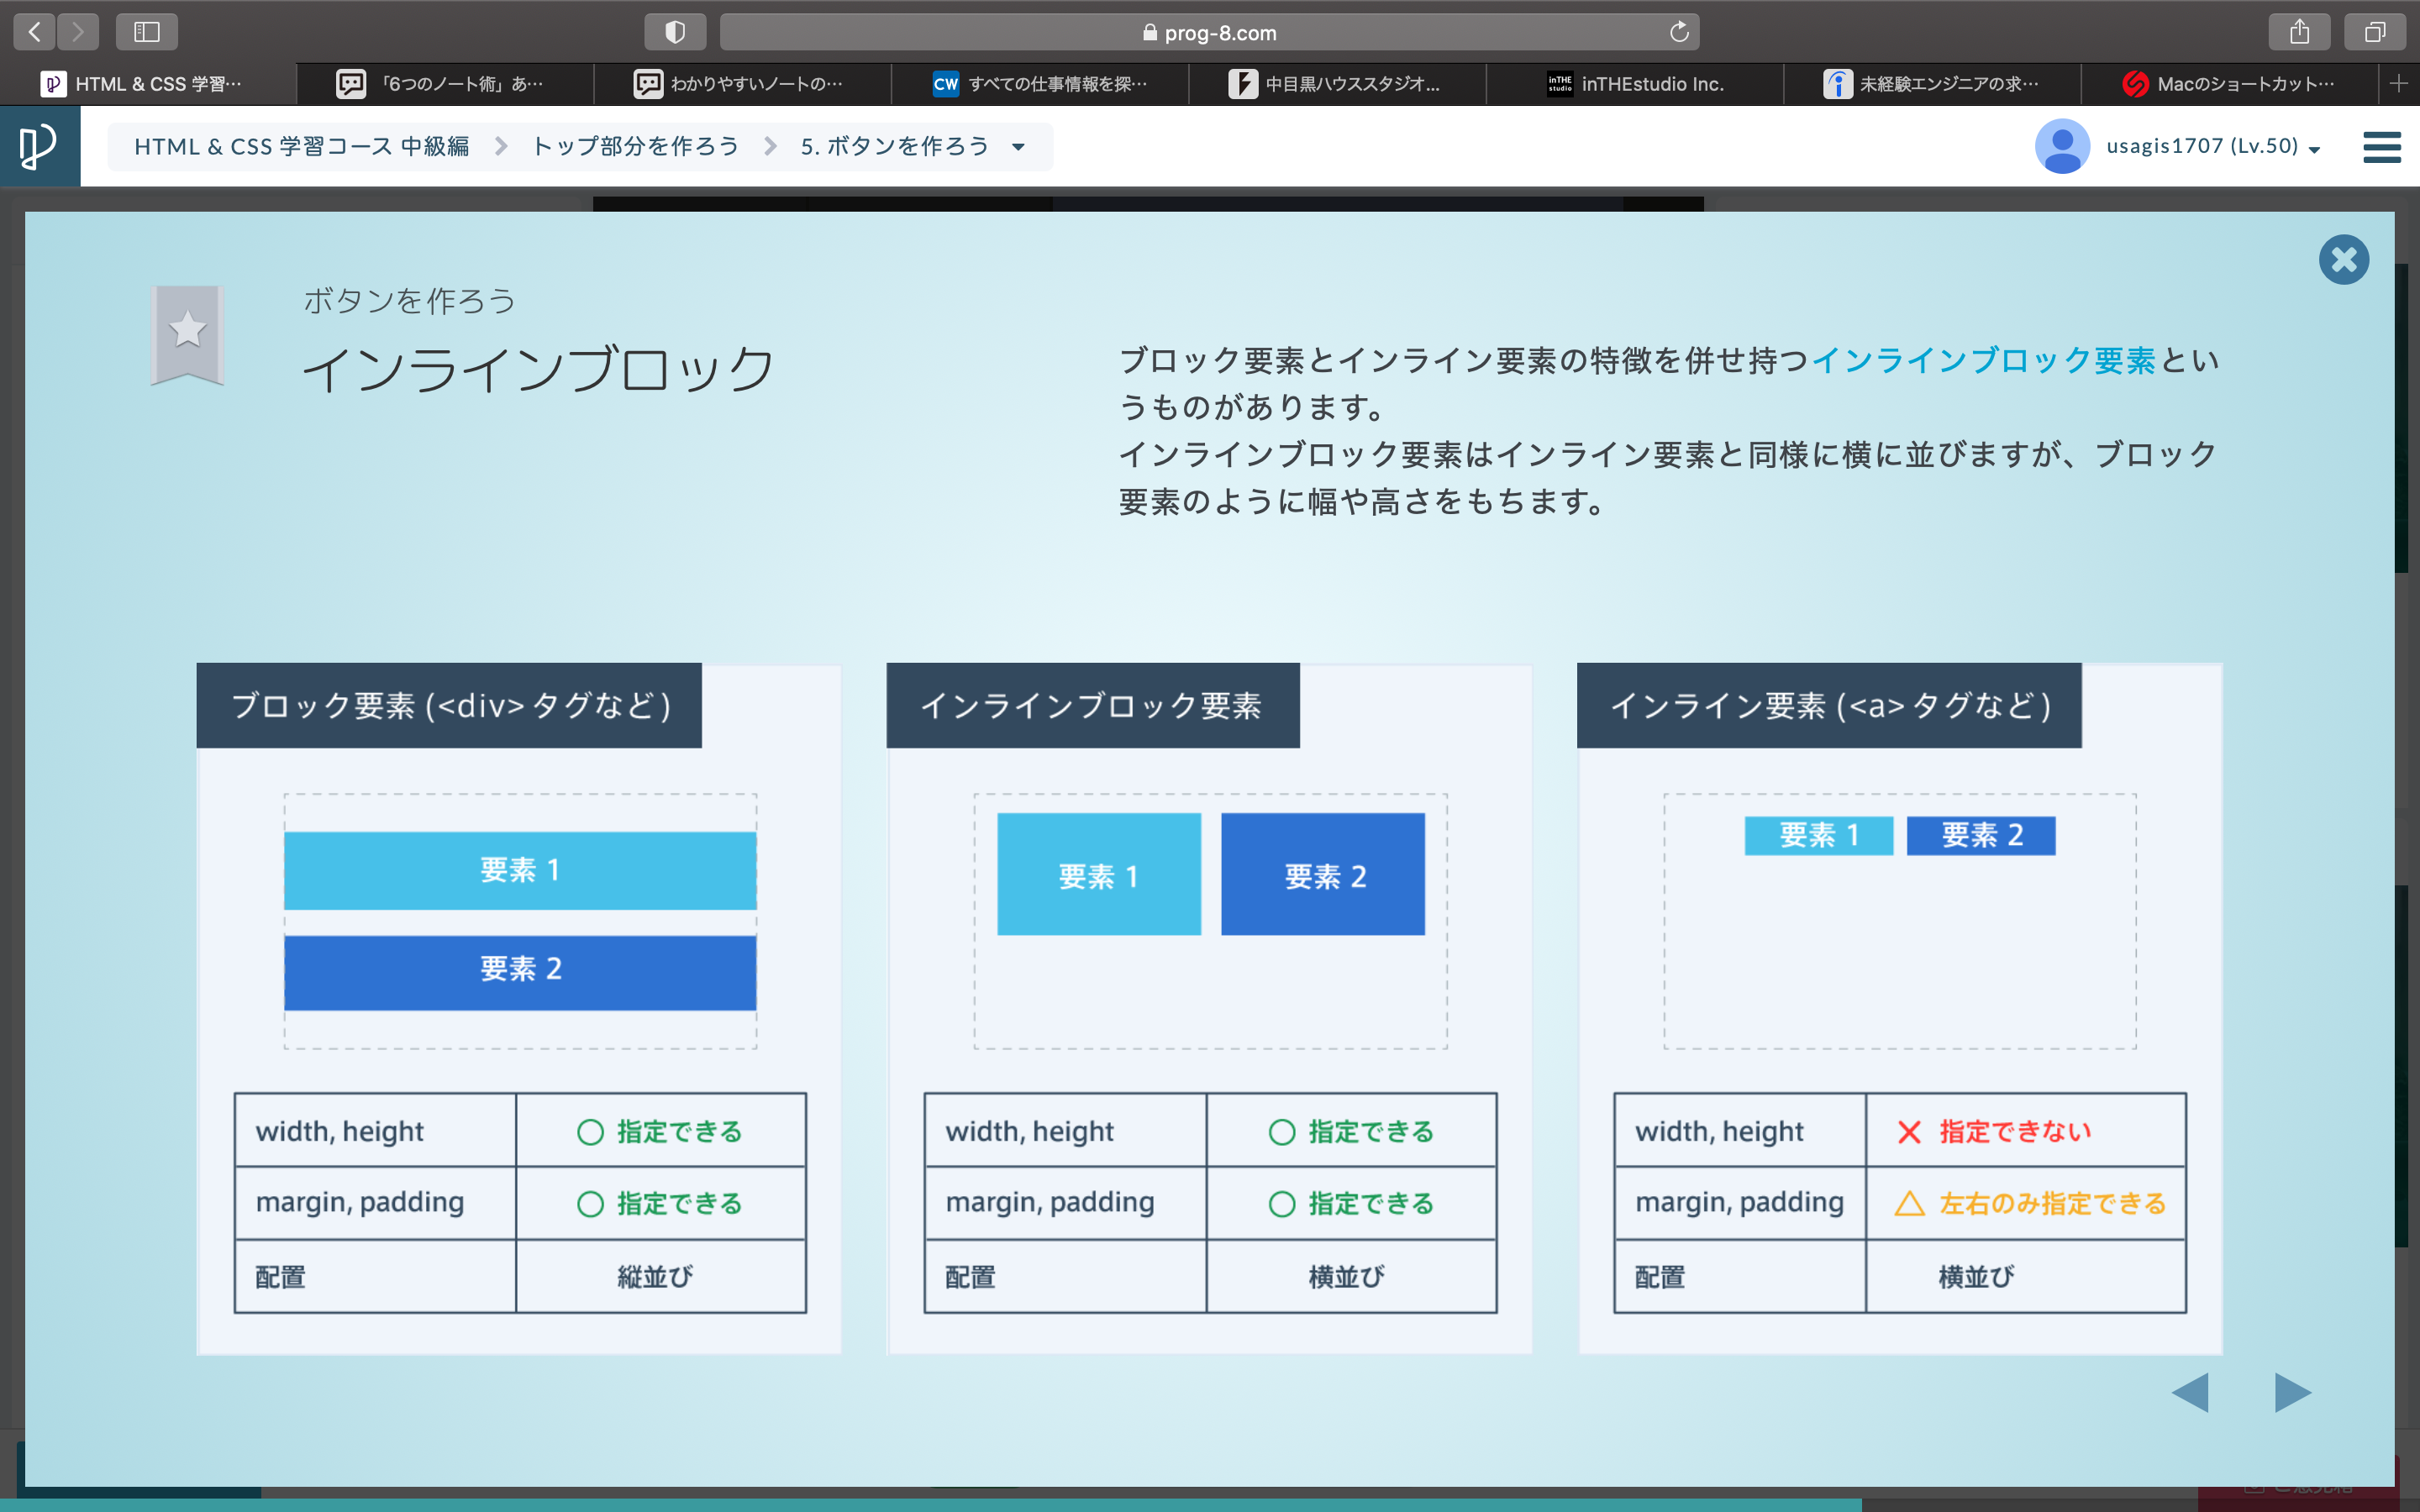 prog-8.com
HTML & CSS 学習…
「6つのノート術」あ…
わかりやすいノートの…
CW すべての仕事情報を探…
中目黒ハウススタジオ...
inTHE studio inTHEstudio Inc.
未経験エンジニアの求…
Macのショートカット…
HTML & CSS 学習コース 中級編 トップ部分を作ろう 5. ボタンを作ろう
usagis1707 (Lv.50)
ボタンを作ろう
インラインブロック
ブロック要素とインライン要素の特徴を併せ持つインラインブロック要素とい
うものがあります。
インラインブロック要素はインライン要素と同様に横に並びますが、ブロック
要素のように幅や高さをもちます。
ブロック要素 (<div> タグなど)
要素 1
要素 2
width, height ○ 指定できる
margin, padding ○ 指定できる
配置 縦並び
インラインブロック要素
要素 1 要素 2
width, height ○ 指定できる
margin, padding ○ 指定できる
配置 横並び
インライン要素 (<a> タグなど)
要素 1 要素 2
width, height × 指定できない
margin, padding △ 左右のみ指定できる
配置 横並び